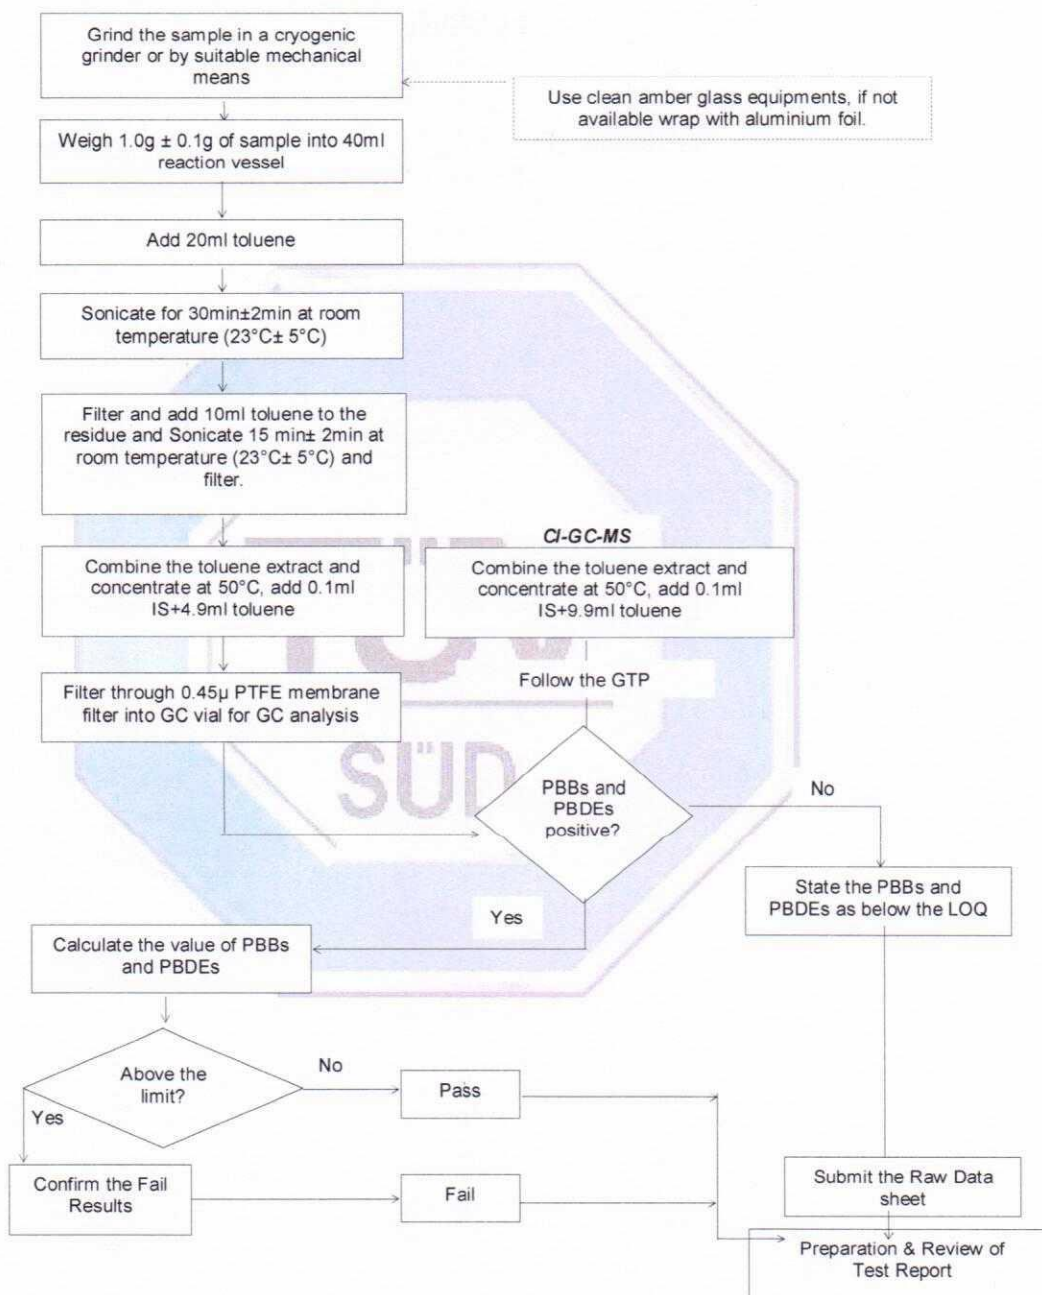 Grind the sample in a cryogenic
grinder or by suitable mechanical
means
Use clean amber glass equipments, if not
available wrap with aluminium foil.
Weigh 1.0g ± 0.1g of sample into 40ml
reaction vessel
Add 20ml toluene
Sonicate for 30min±2min at room
temperature (23°C± 5°C)
Filter and add 10ml toluene to the
residue and Sonicate 15 min± 2min at
room temperature (23°C± 5°C) and
filter.
CI-GC-MS
Combine the toluene extract and
concentrate at 50°C, add 0.1ml
IS+4.9ml toluene
Combine the toluene extract and
concentrate at 50°C, add 0.1ml
IS+9.9ml toluene
TÜV
Follow the GTP
Filter through 0.45µ PTFE membrane
filter into GC vial for GC analysis
SÜD
PBBs and
PBDEs
positive?
No
State the PBBs and
PBDEs as below the LOQ
Yes
Calculate the value of PBBs
and PBDEs
Above the
limit?
No
Pass
Yes
Confirm the Fail
Results
Fail
Submit the Raw Data
sheet
Preparation & Review of
Test Report